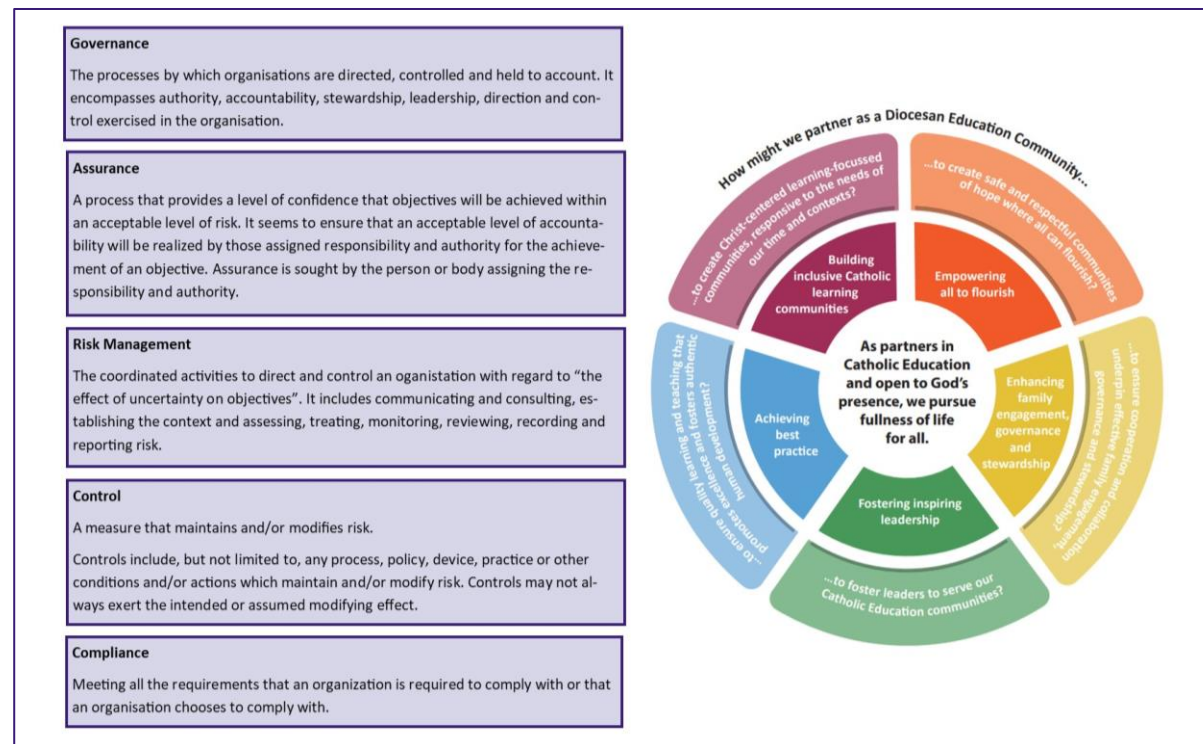 Governance
The processes by which organisations are directed, controlled and held to account. It
encompasses authority, accountability, stewardship, leadership, direction and con-
trol exercised in the organisation.
Assurance
A process that provides a level of confidence that objectives will be achieved within
an acceptable level of risk. It seems to ensure that an acceptable level of accounta-
bility will be realized by those assigned responsibility and authority for the achieve-
ment of an objective. Assurance is sought by the person or body assigning the re-
sponsibility and authority.
Risk Management
The coordinated activities to direct and control an oganistation with regard to “the
effect of uncertainty on objectives”. It includes communicating and consulting, es-
tablishing the context and assessing, treating, monitoring, reviewing, recording and
reporting risk.
Control
A measure that maintains and/or modifies risk.
Controls include, but not limited to, any process, policy, device, practice or other
conditions and/or actions which maintain and/or modify risk. Controls may not al-
ways exert the intended or assumed modifying effect.
Compliance
Meeting all the requirements that an organization is required to comply with or that
an organisation chooses to comply with.
How might we partner as a Diocesan Education Community...
...to create Christ-centered learning-focussed
communities, responsive to the needs of
our time and contexts?
...to create safe and respectful communities
of hope where all can flourish?
Building
inclusive Catholic
learning
communities
Empowering
all to flourish
As partners in
Catholic Education
and open to God’s
presence, we pursue
fullness of life
for all.
Achieving
best
practice
Enhancing
family
engagement,
governance
and
stewardship
Fostering inspiring
leadership
...to ensure quality learning and teaching that
promotes excellence and fosters authentic
human development?
...to ensure cooperation and collaboration
underpin effective family engagement,
governance and stewardship?
...to foster leaders to serve our
Catholic Education communities?